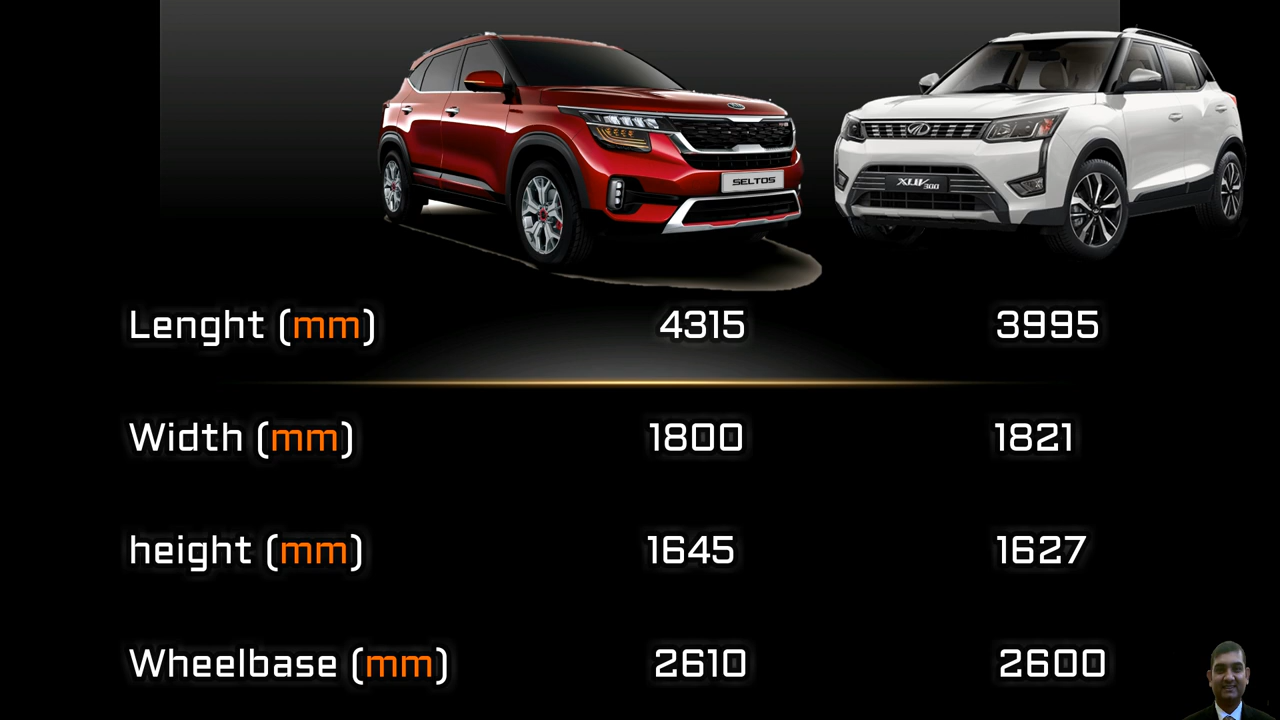 SELTOS
XUV300
Lenght (mm) 4315 3995
Width (mm) 1800 1821
height (mm) 1645 1627
Wheelbase (mm) 2610 2600